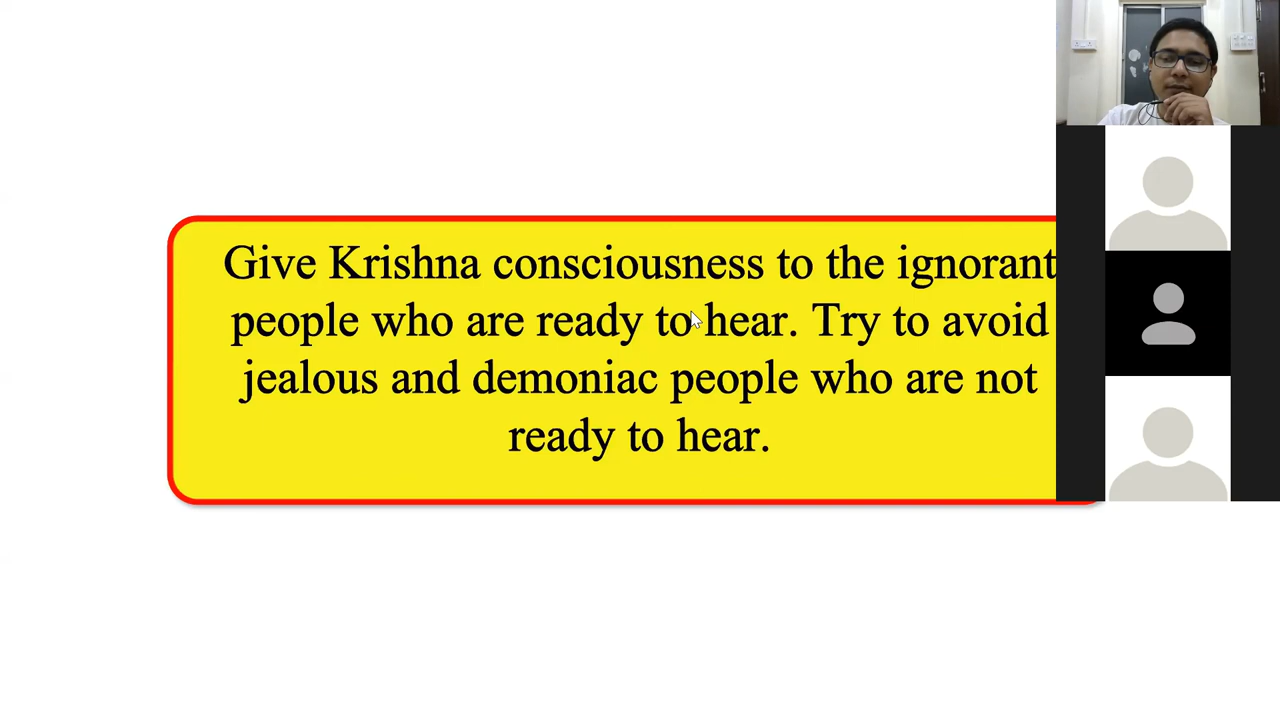 Give Krishna consciousness to the ignorant
people who are ready to hear. Try to avoid
jealous and demoniac people who are not
ready to hear.